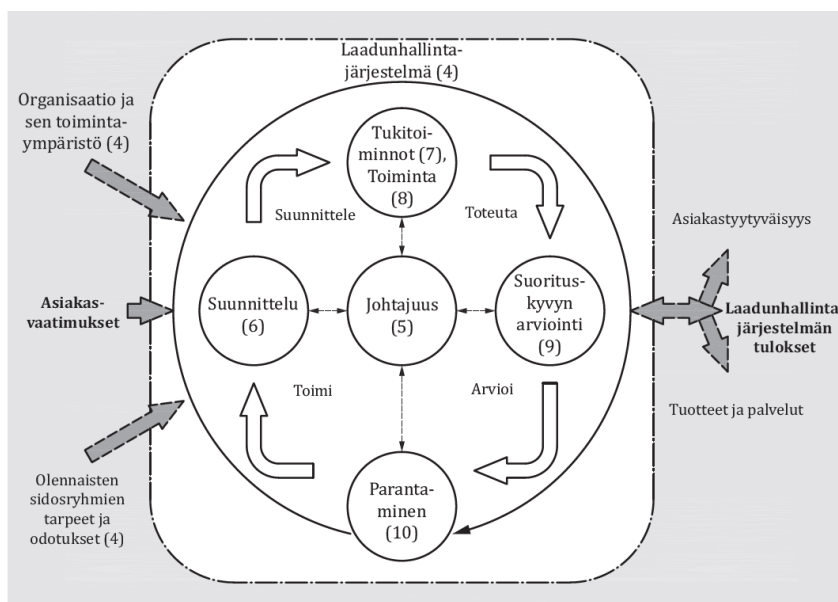 Laadunhallinta-
järjestelmä (4)
Organisaatio ja
sen toiminta-
ympäristö (4)
Tukitoi-
minnot (7),
Toiminta
(8)
Suunnittele
Toteuta
Asiakastyytyväisyys
Asiakas-
vaatimukset
Suunnittelu
(6)
Johtajuus
(5)
Suoritus-
kyvyn
arviointi
(9)
Laadunhallinta
järjestelmän
tulokset
Toimi
Arvioi
Tuotteet ja palvelut
Olennaisten
sidosryhmien
tarpeet ja
odotukset (4)
Paranta-
minen
(10)